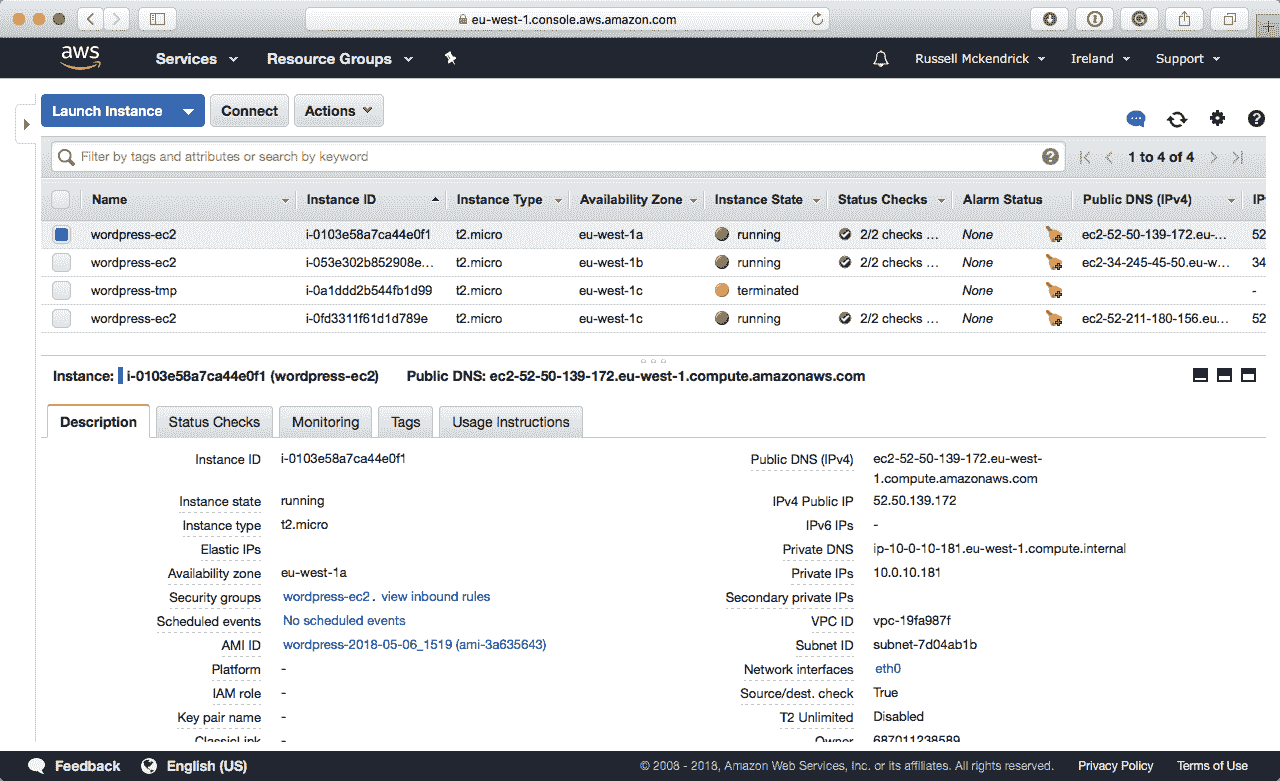 eu-west-1.console.aws.amazon.com
aws Services Resource Groups Russell Mckendrick Ireland Support
Launch Instance Connect Actions
Filter by tags and attributes or search by keyword 1 to 4 of 4
Name Instance ID Instance Type Availability Zone Instance State Status Checks Alarm Status Public DNS (IPv4) IP
wordpress-ec2 i-0103e58a7ca44e0f1 t2.micro eu-west-1a running 2/2 checks ... None ec2-52-50-139-172.eu-... 52
wordpress-ec2 i-053e302b852908e... t2.micro eu-west-1b running 2/2 checks ... None ec2-34-245-45-50.eu-w... 34
wordpress-tmp i-0a1ddd2b544fb1d99 t2.micro eu-west-1c terminated None -
wordpress-ec2 i-0fd3311f61d1d789e t2.micro eu-west-1c running 2/2 checks ... None ec2-52-211-180-156.eu... 52
Instance: i-0103e58a7ca44e0f1 (wordpress-ec2) Public DNS: ec2-52-50-139-172.eu-west-1.compute.amazonaws.com
Description Status Checks Monitoring Tags Usage Instructions
Instance ID i-0103e58a7ca44e0f1 Public DNS (IPv4) ec2-52-50-139-172.eu-west-
1.compute.amazonaws.com
Instance state running IPv4 Public IP 52.50.139.172
Instance type t2.micro IPv6 IPs -
Elastic IPs Private DNS ip-10-0-10-181.eu-west-1.compute.internal
Availability zone eu-west-1a Private IPs 10.0.10.181
Security groups wordpress-ec2. view inbound rules Secondary private IPs
Scheduled events No scheduled events VPC ID vpc-19fa987f
AMI ID wordpress-2018-05-06_1519 (ami-3a635643) Subnet ID subnet-7d04ab1b
Platform - Network interfaces eth0
IAM role - Source/dest. check True
Key pair name - T2 Unlimited Disabled
ClassicLink - Owner 687011238589
Feedback English (US) © 2008 - 2018, Amazon Web Services, Inc. or its affiliates. All rights reserved. Privacy Policy Terms of Use